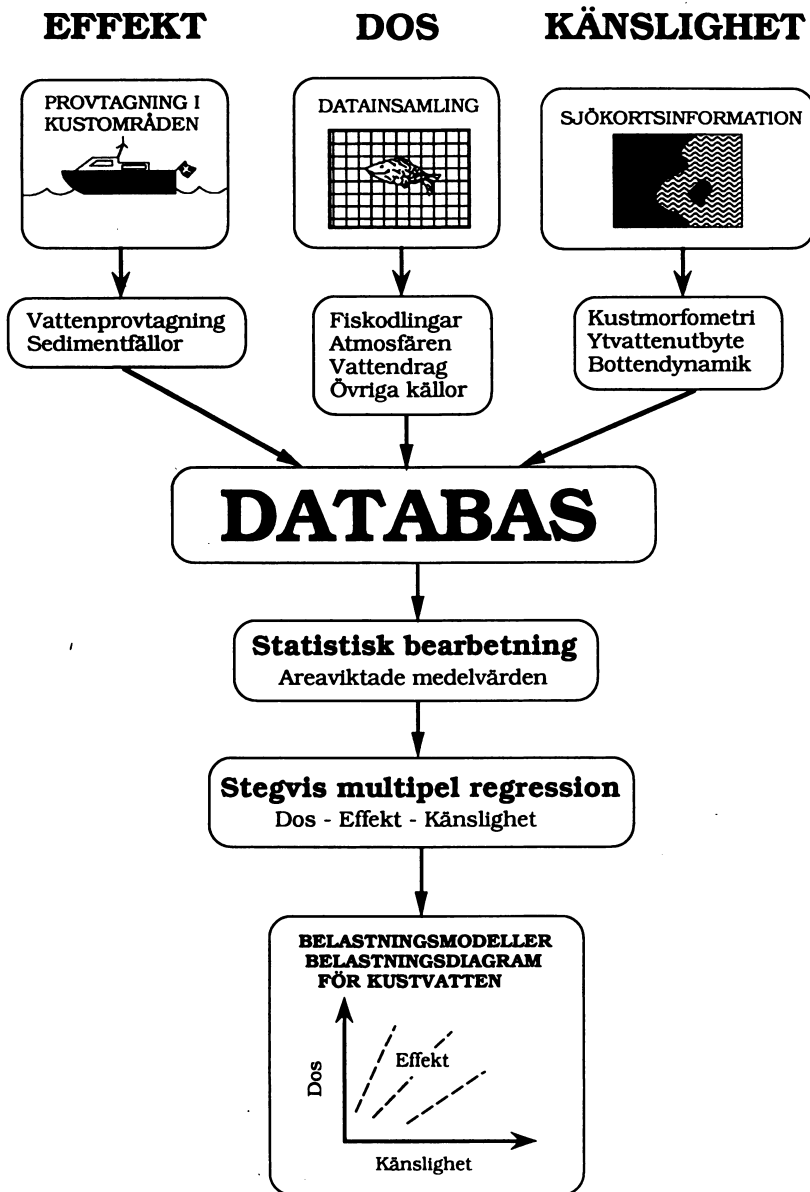 EFFEKT
DOS
KÄNSLIGHET
PROVTAGNING I
KUSTOMRÅDEN
DATAINSAMLING
SJÖKORTSINFORMATION
Vattenprovtagning
Sedimentfällor
Fiskodlingar
Atmosfären
Vattendrag
Övriga källor
Kustmorfometri
Ytvattenutbyte
Bottendynamik
DATABAS
Statistisk bearbetning
Areaviktade medelvärden
Stegvis multipel regression
Dos - Effekt - Känslighet
BELASTNINGSMODELLER
BELASTNINGSDIAGRAM
FÖR KUSTVATTEN
Dos
Effekt
Känslighet